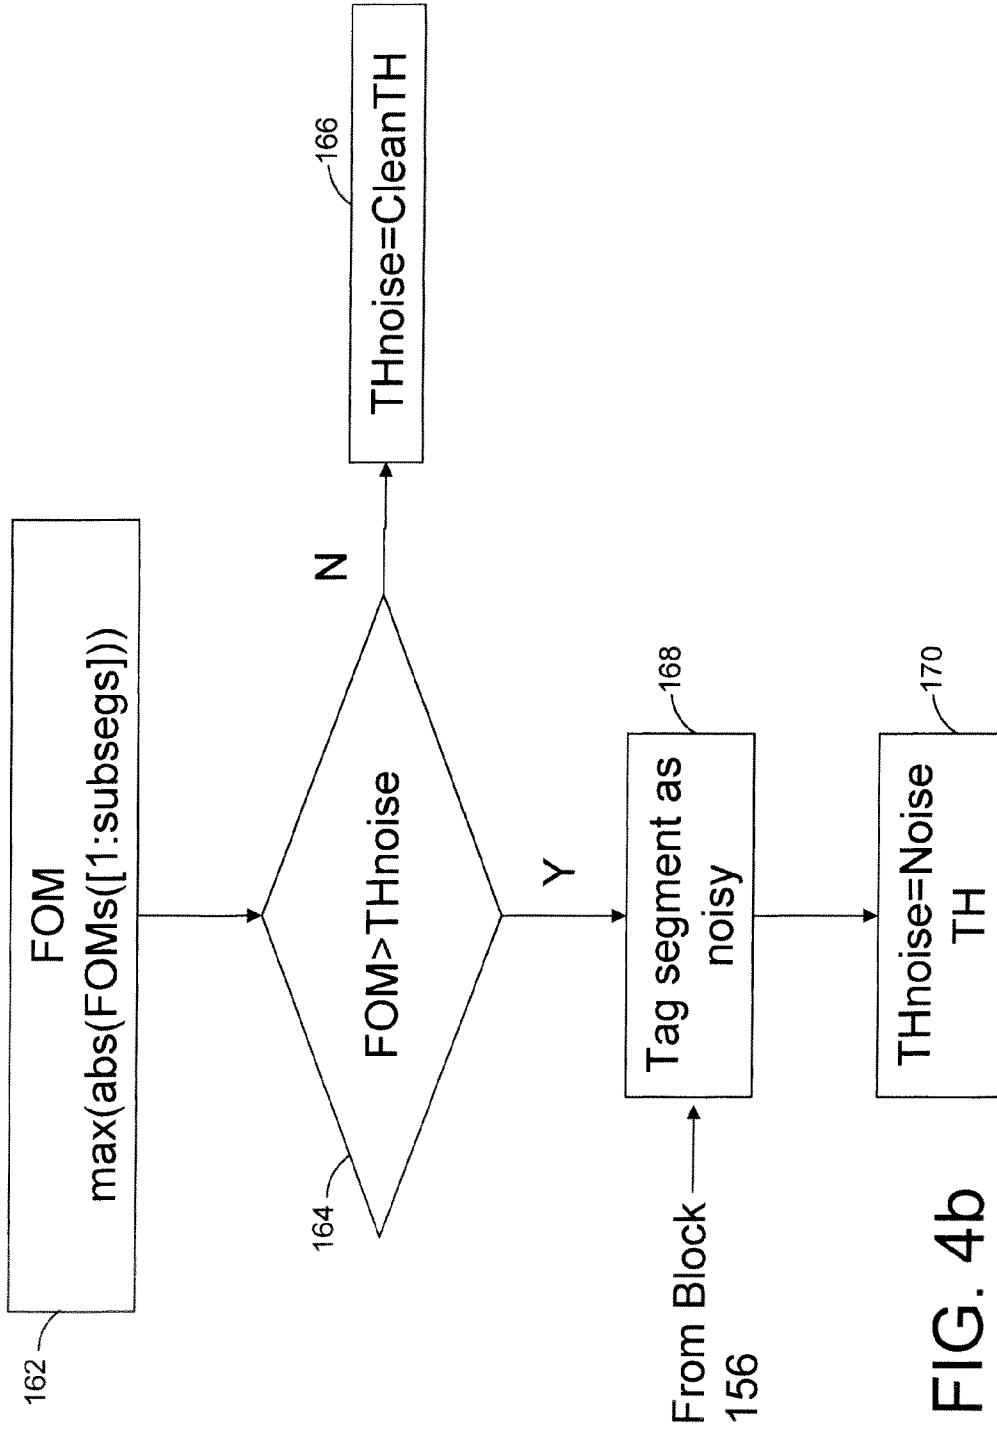 162
FOM
max(abs(FOMs([1:subsegs]))
164
FOM>THnoise
N
166
THnoise=CleanTH
Y
From Block
156
168
Tag segment as
noisy
170
THnoise=Noise
TH
FIG. 4b